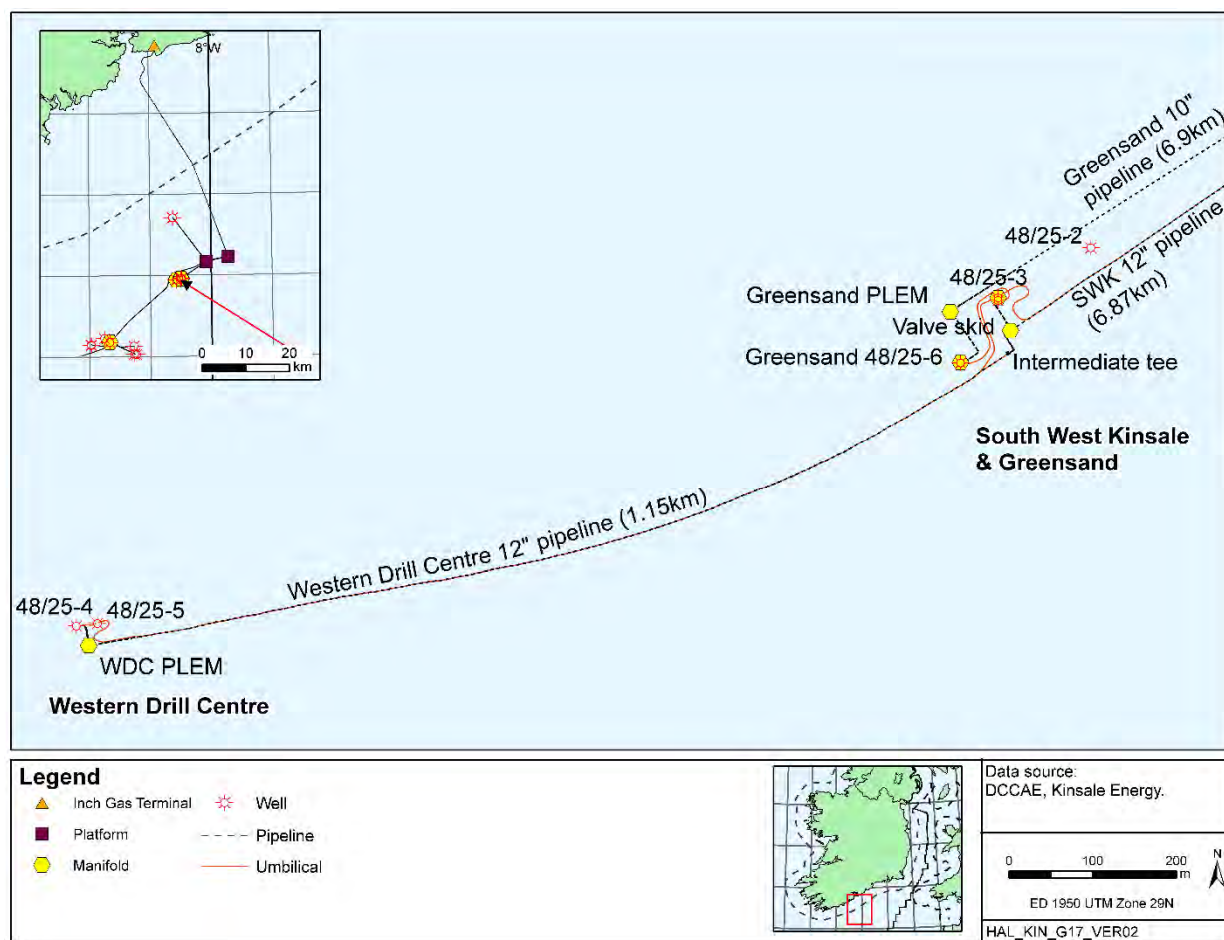 8°W
0 10 20
km
Greensand 10"
pipeline (6.9km)
48/25-2
SWK 12" pipeline
(6.87km)
48/25-3
Greensand PLEM
Valve skid
Greensand 48/25-6
Intermediate tee
South West Kinsale
& Greensand
Western Drill Centre 12" pipeline (1.15km)
48/25-4
48/25-5
WDC PLEM
Western Drill Centre
Legend
Inch Gas Terminal
Well
Platform
Pipeline
Manifold
Umbilical
Data source:
DCCAE, Kinsale Energy.
0 100 200
m
N
ED 1950 UTM Zone 29N
HAL_KIN_G17_VER02